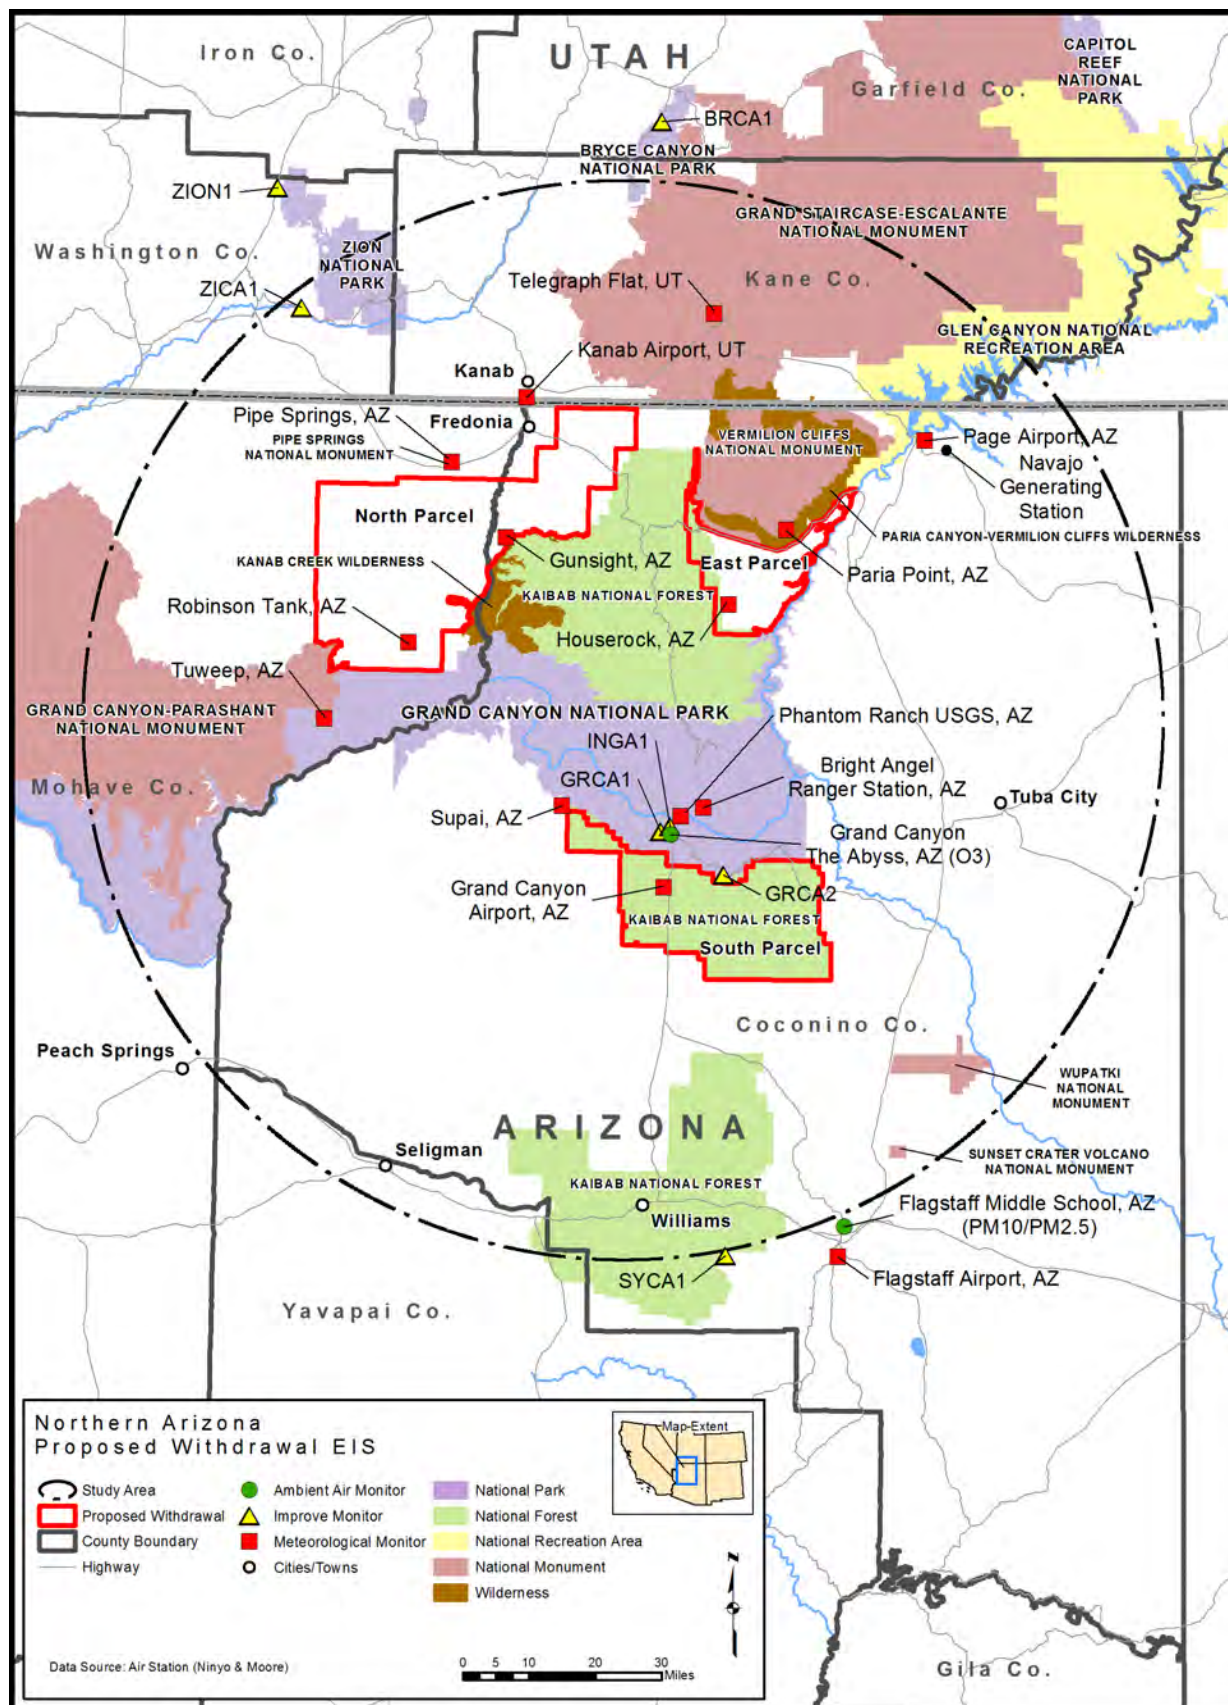 Iron Co.
UTAH
CAPITOL
REEF
NATIONAL
PARK
Garfield Co.
BRCA1
BRYCE CANYON
NATIONAL PARK
ZION1
GRAND STAIRCASE-ESCALANTE
NATIONAL MONUMENT
Washington Co.
ZION
NATIONAL
PARK
Kane Co.
Telegraph Flat, UT
ZICA1
GLEN CANYON NATIONAL
RECREATION AREA
Kanab Airport, UT
Kanab
Pipe Springs, AZ
Fredonia
PIPE SPRINGS
NATIONAL MONUMENT
VERMILION CLIFFS
NATIONAL MONUMENT
Page Airport, AZ
Navajo
Generating
Station
North Parcel
PARIA CANYON-VERMILION CLIFFS WILDERNESS
KANAB CREEK WILDERNESS
Gunsight, AZ
East Parcel
Paria Point, AZ
KAIBAB NATIONAL FOREST
Robinson Tank, AZ
Houserock, AZ
Tuweep, AZ
GRAND CANYON-PARASHANT
NATIONAL MONUMENT
GRAND CANYON NATIONAL PARK
Phantom Ranch USGS, AZ
INGA1
Mohave Co.
GRCA1
Bright Angel
Ranger Station, AZ
Tuba City
Supai, AZ
Grand Canyon
The Abyss, AZ (O3)
Grand Canyon
Airport, AZ
GRCA2
KAIBAB NATIONAL FOREST
South Parcel
Coconino Co.
Peach Springs
WUPATKI
NATIONAL
MONUMENT
ARIZONA
Seligman
SUNSET CRATER VOLCANO
NATIONAL MONUMENT
KAIBAB NATIONAL FOREST
Williams
Flagstaff Middle School, AZ
(PM10/PM2.5)
SYCA1
Flagstaff Airport, AZ
Yavapai Co.
Northern Arizona
Proposed Withdrawal EIS
Map Extent
Study Area
Proposed Withdrawal
County Boundary
Highway
Ambient Air Monitor
Improve Monitor
Meteorological Monitor
Cities/Towns
National Park
National Forest
National Recreation Area
National Monument
Wilderness
N
Data Source: Air Station (Ninyo & Moore)
0 5 10 20 30
Miles
Gila Co.